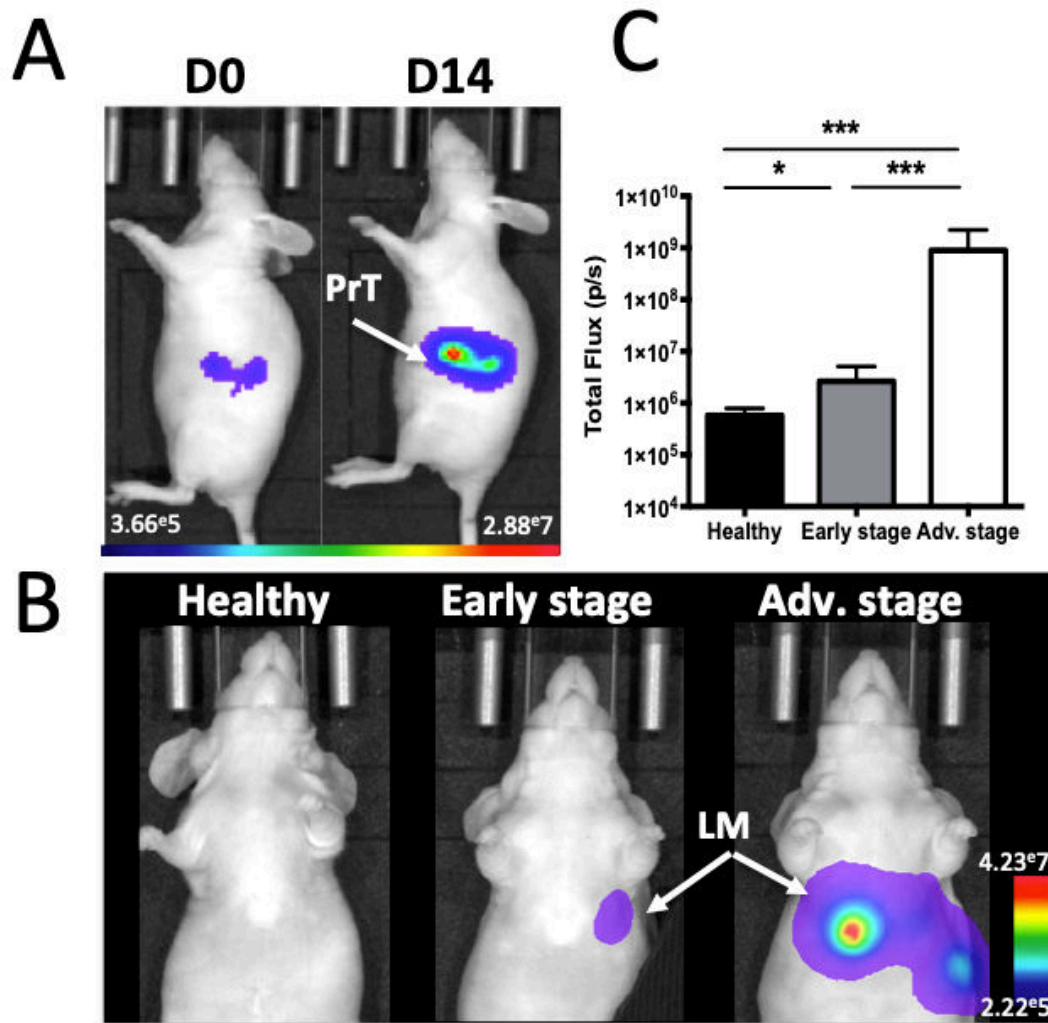 A
D0 D14
PrT
3.66e5 2.88e7
C
***
* ***
Total Flux (p/s)
1×10¹⁰
1×10⁹
1×10⁸
1×10⁷
1×10⁶
1×10⁵
1×10⁴
Healthy Early stage Adv. stage
B
Healthy Early stage Adv. stage
LM
4.23e7
2.22e5